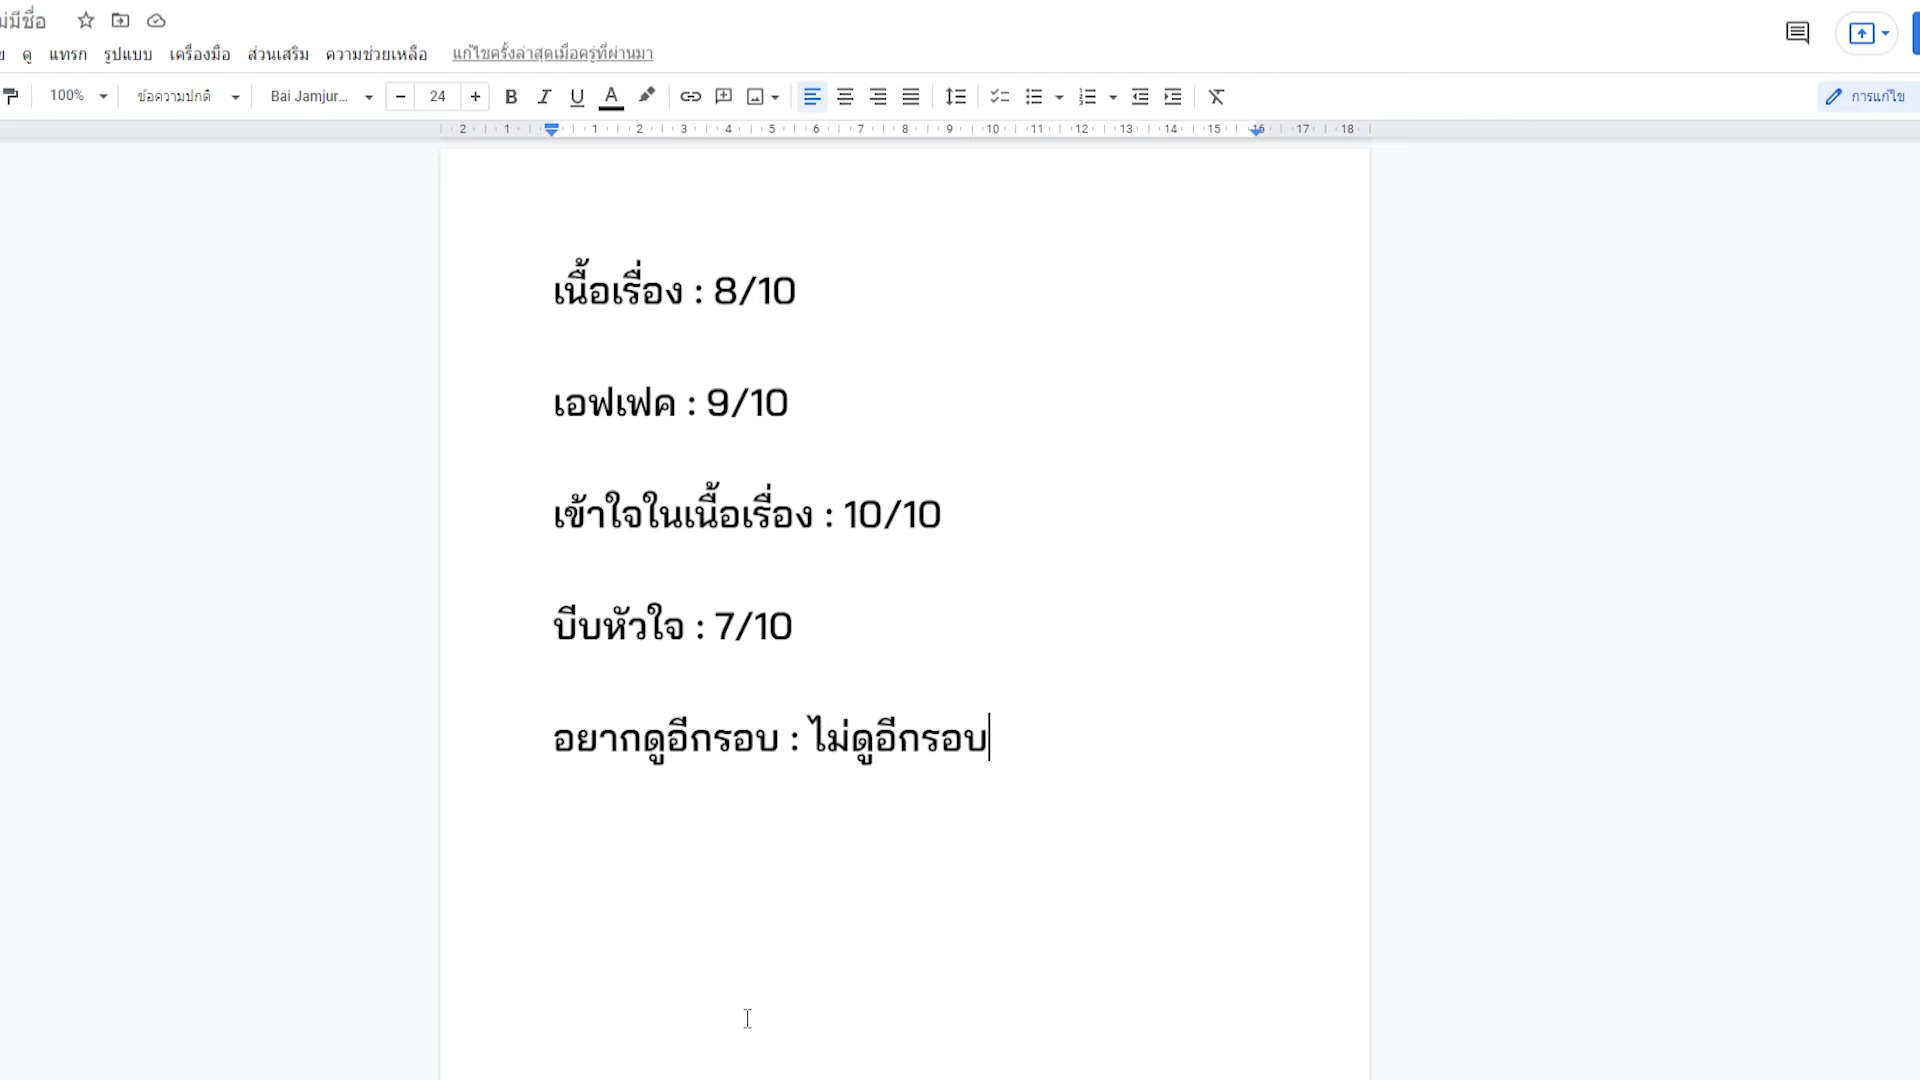 ไม่มีชื่อ
ดู แทรก รูปแบบ เครื่องมือ ส่วนเสริม ความช่วยเหลือ แก้ไขครั้งล่าสุดเมื่อครู่ที่ผ่านมา
100% ข้อความปกติ Bai Jamjur... 24 การแก้ไข
2 1 1 2 3 4 5 6 7 8 9 10 11 12 13 14 15 16 17 18
เนื้อเรื่อง : 8/10
เอฟเฟค : 9/10
เข้าใจในเนื้อเรื่อง : 10/10
บีบหัวใจ : 7/10
อยากดูอีกรอบ : ไม่ดูอีกรอบ